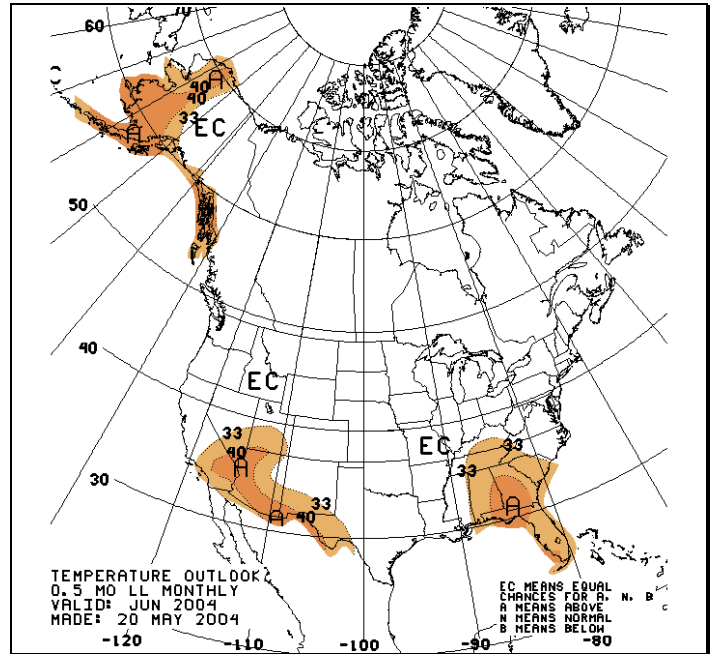 70
60
A
40
40
C
33
EC
A
50
40
EC
33
EC
33
40
33
A
30
33
40
A
A
TEMPERATURE OUTLOOK
0.5 MO LL MONTHLY
VALID: JUN 2004
MADE: 20 MAY 2004
EC MEANS EQUAL
CHANCES FOR A, N, B
A MEANS ABOVE
N MEANS NORMAL
B MEANS BELOW
C
-120
-110
-100
-90
-80